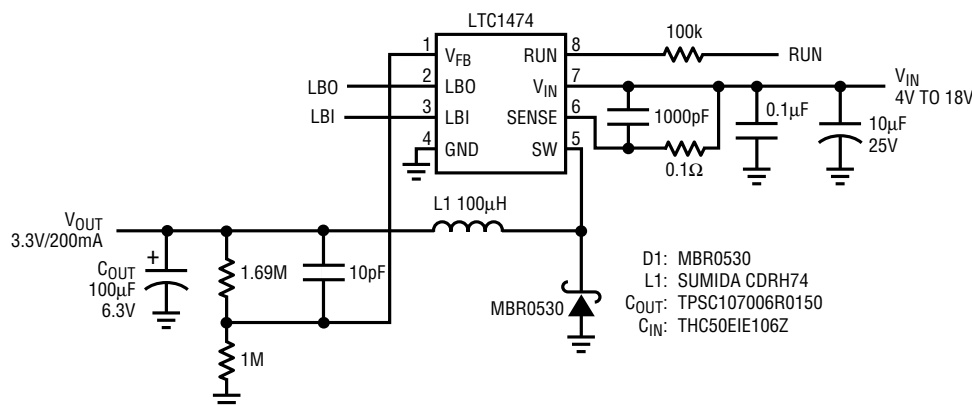 LTC1474
100k
1
V_FB
RUN
8
RUN
LBO
2
LBO
V_IN
7
V_IN
4V TO 18V
LBI
3
LBI
SENSE
6
1000pF
0.1µF
10µF
25V
4
GND
SW
5
0.1Ω
L1 100µH
V_OUT
3.3V/200mA
+
C_OUT
100µF
6.3V
1.69M
10pF
MBR0530
1M
D1: MBR0530
L1: SUMIDA CDRH74
C_OUT: TPSC107006R0150
C_IN: THC50EIE106Z